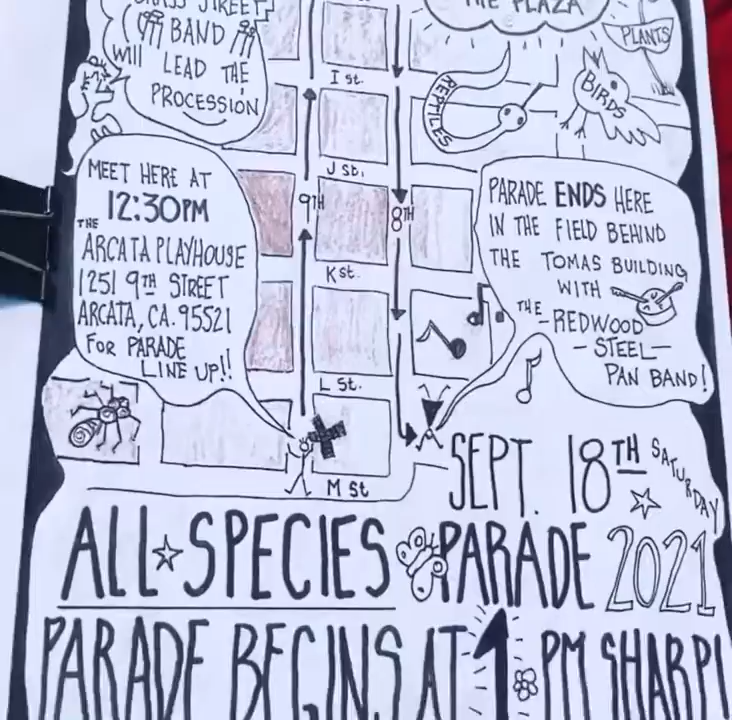 BRASS STREET
BAND
Will
LEAD THE
PROCESSION
THE PLAZA
PLANTS
BIRDS
REPTILES
I st.
J st.
9TH
8TH
K st.
L St.
M St
MEET HERE AT
12:30PM
THE
ARCATA PLAYHOUSE
1251 9TH STREET
ARCATA, CA. 95521
FOR PARADE
LINE UP!!
PARADE ENDS HERE
IN THE FIELD BEHIND
THE TOMAS BUILDING
WITH
THE
-REDWOOD
-STEEL-
PAN BAND!
SEPT. 18TH SATURDAY
ALL☆SPECIES PARADE 2021
PARADE BEGINS AT 1 PM SHARP!